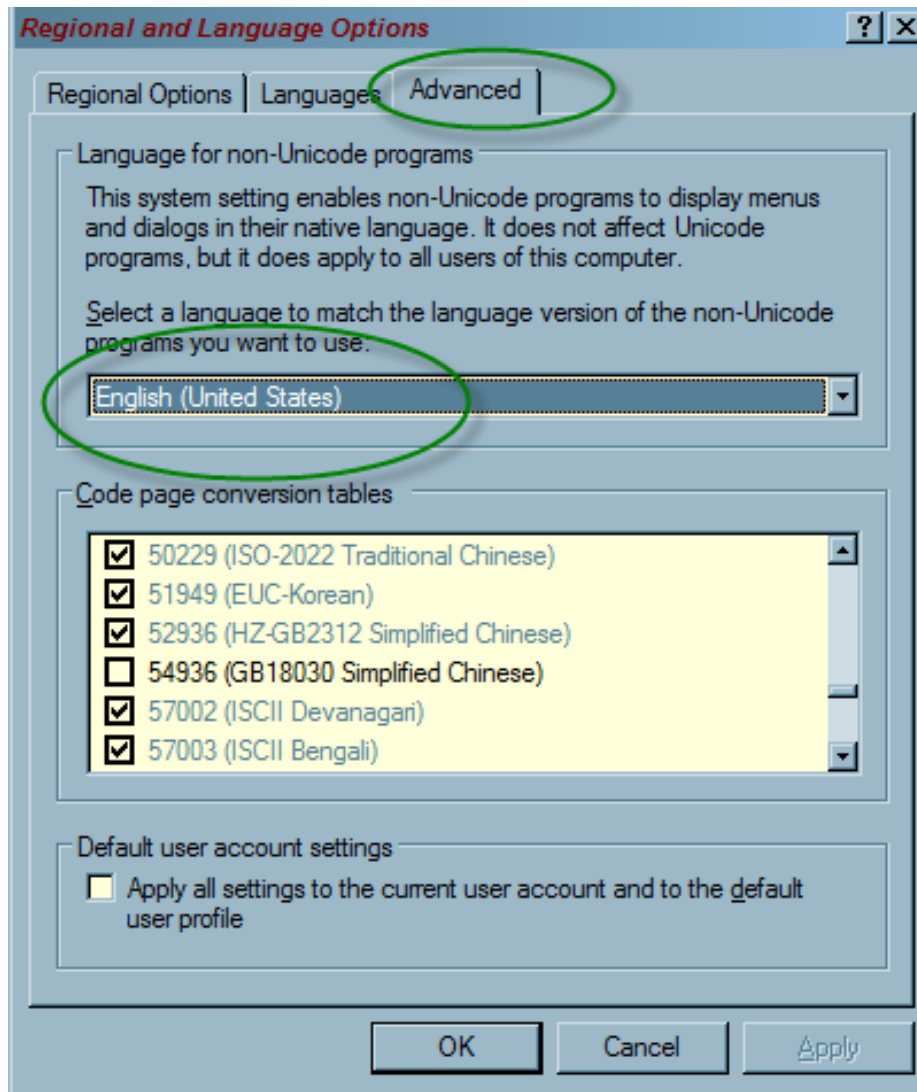 Regional and Language Options
Regional Options Languages Advanced
Language for non-Unicode programs
This system setting enables non-Unicode programs to display menus
and dialogs in their native language. It does not affect Unicode
programs, but it does apply to all users of this computer.
Select a language to match the language version of the non-Unicode
programs you want to use:
English (United States)
Code page conversion tables
50229 (ISO-2022 Traditional Chinese)
51949 (EUC-Korean)
52936 (HZ-GB2312 Simplified Chinese)
54936 (GB18030 Simplified Chinese)
57002 (ISCII Devanagari)
57003 (ISCII Bengali)
Default user account settings
Apply all settings to the current user account and to the default
user profile
OK Cancel Apply